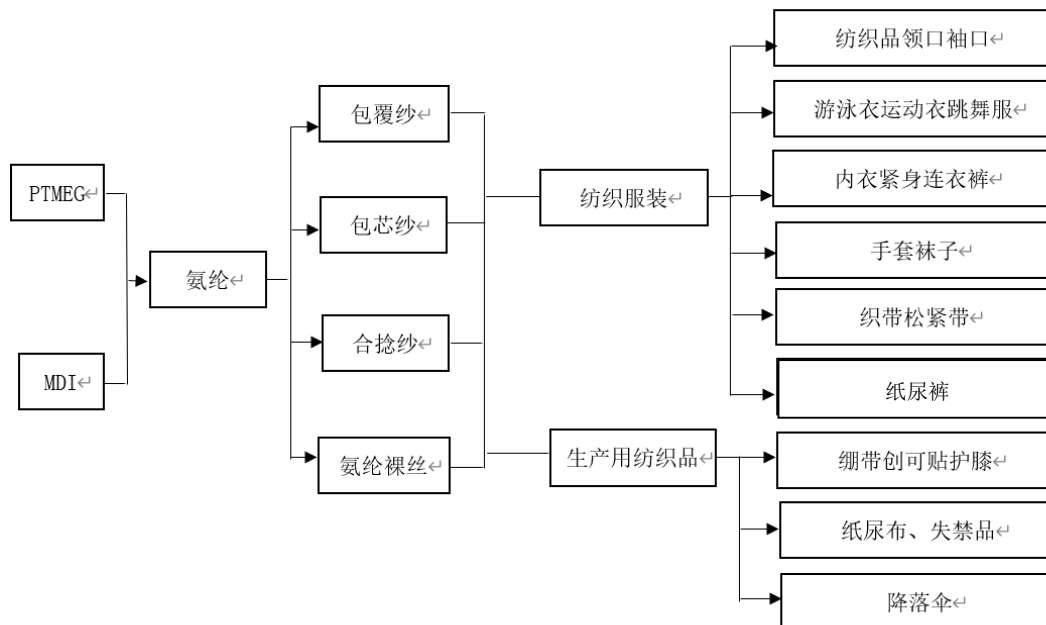 PTMEG
MDI
氨纶
包覆纱
包芯纱
合捻纱
氨纶裸丝
纺织服装
生产用纺织品
纺织品领口袖口
游泳衣运动衣跳舞服
内衣紧身连衣裤
手套袜子
织带松紧带
纸尿裤
绷带创可贴护膝
纸尿布、失禁品
降落伞